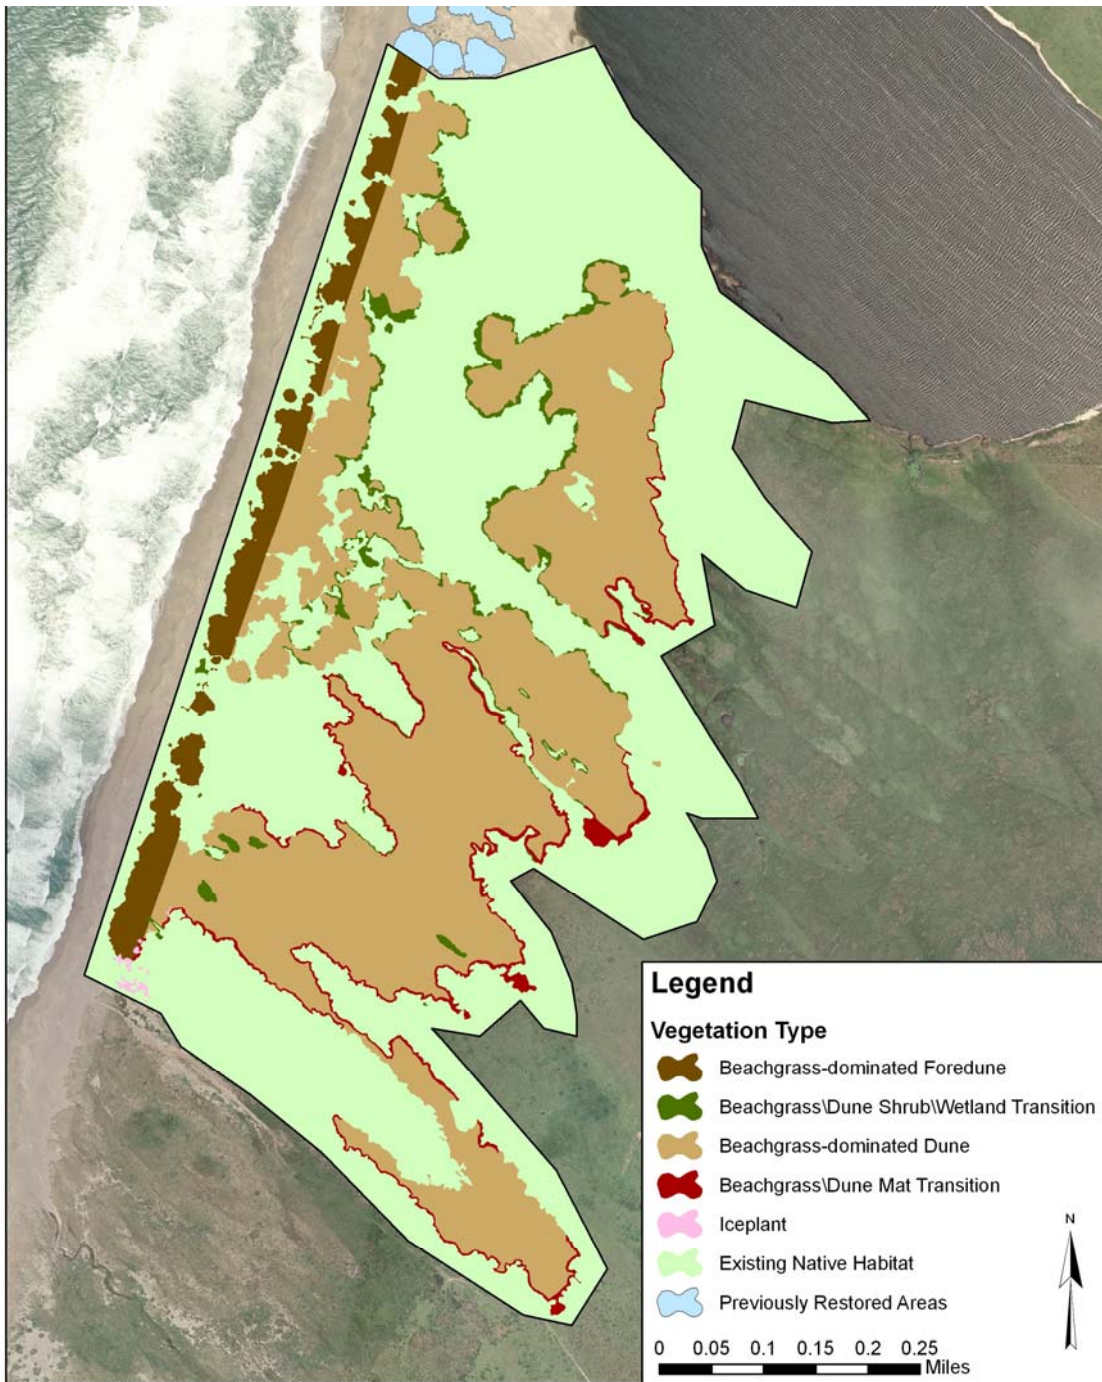 Legend
Vegetation Type
Beachgrass-dominated Foredune
Beachgrass\Dune Shrub\Wetland Transition
Beachgrass-dominated Dune
Beachgrass\Dune Mat Transition
Iceplant
Existing Native Habitat
Previously Restored Areas
N
0 0.05 0.1 0.15 0.2 0.25
Miles